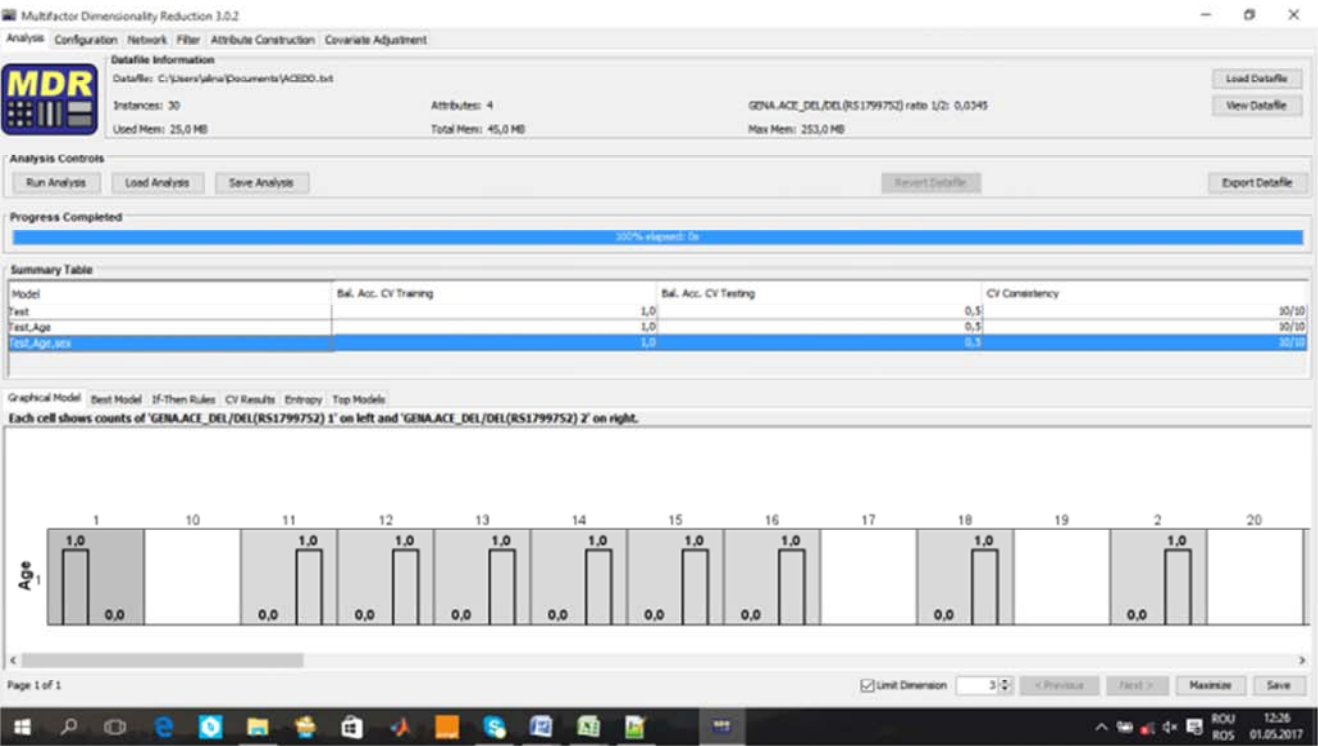 Multifactor Dimensionality Reduction 3.0.2
Analysis Configuration Network Filter Attribute Construction Covariate Adjustment
MDR
Datafile Information
Datafile: C:\Users\alina\Documents\ACEDD.txt
Load Datafile
Instances: 30 Attributes: 4 GENA.ACE_DEL/DEL(RS1799752) ratio 1/2: 0,0345
View Datafile
Used Mem: 25,0 MB Total Mem: 45,0 MB Max Mem: 253,0 MB
Analysis Controls
Run Analysis Load Analysis Save Analysis Revert Datafile Export Datafile
Progress Completed
100% elapsed: 0s
Summary Table
Model Bal. Acc. CV Training Bal. Acc. CV Testing CV Consistency
Test 1,0 0,5 10/10
Test,Age 1,0 0,5 10/10
Test,Age,sex 1,0 0,5 10/10
Graphical Model Best Model If-Then Rules CV Results Entropy Top Models
Each cell shows counts of 'GENA.ACE_DEL/DEL(RS1799752) 1' on left and 'GENA.ACE_DEL/DEL(RS1799752) 2' on right.
1 10 11 12 13 14 15 16 17 18 19 2 20
1,0 1,0 1,0 1,0 1,0 1,0 1,0 1,0 1,0
Age 1
0,0 0,0 0,0 0,0 0,0 0,0 0,0 0,0 0,0
Page 1 of 1 Limit Dimension 3 < Previous Next > Maximize Save
ROU 12:26
ROS 01.05.2017